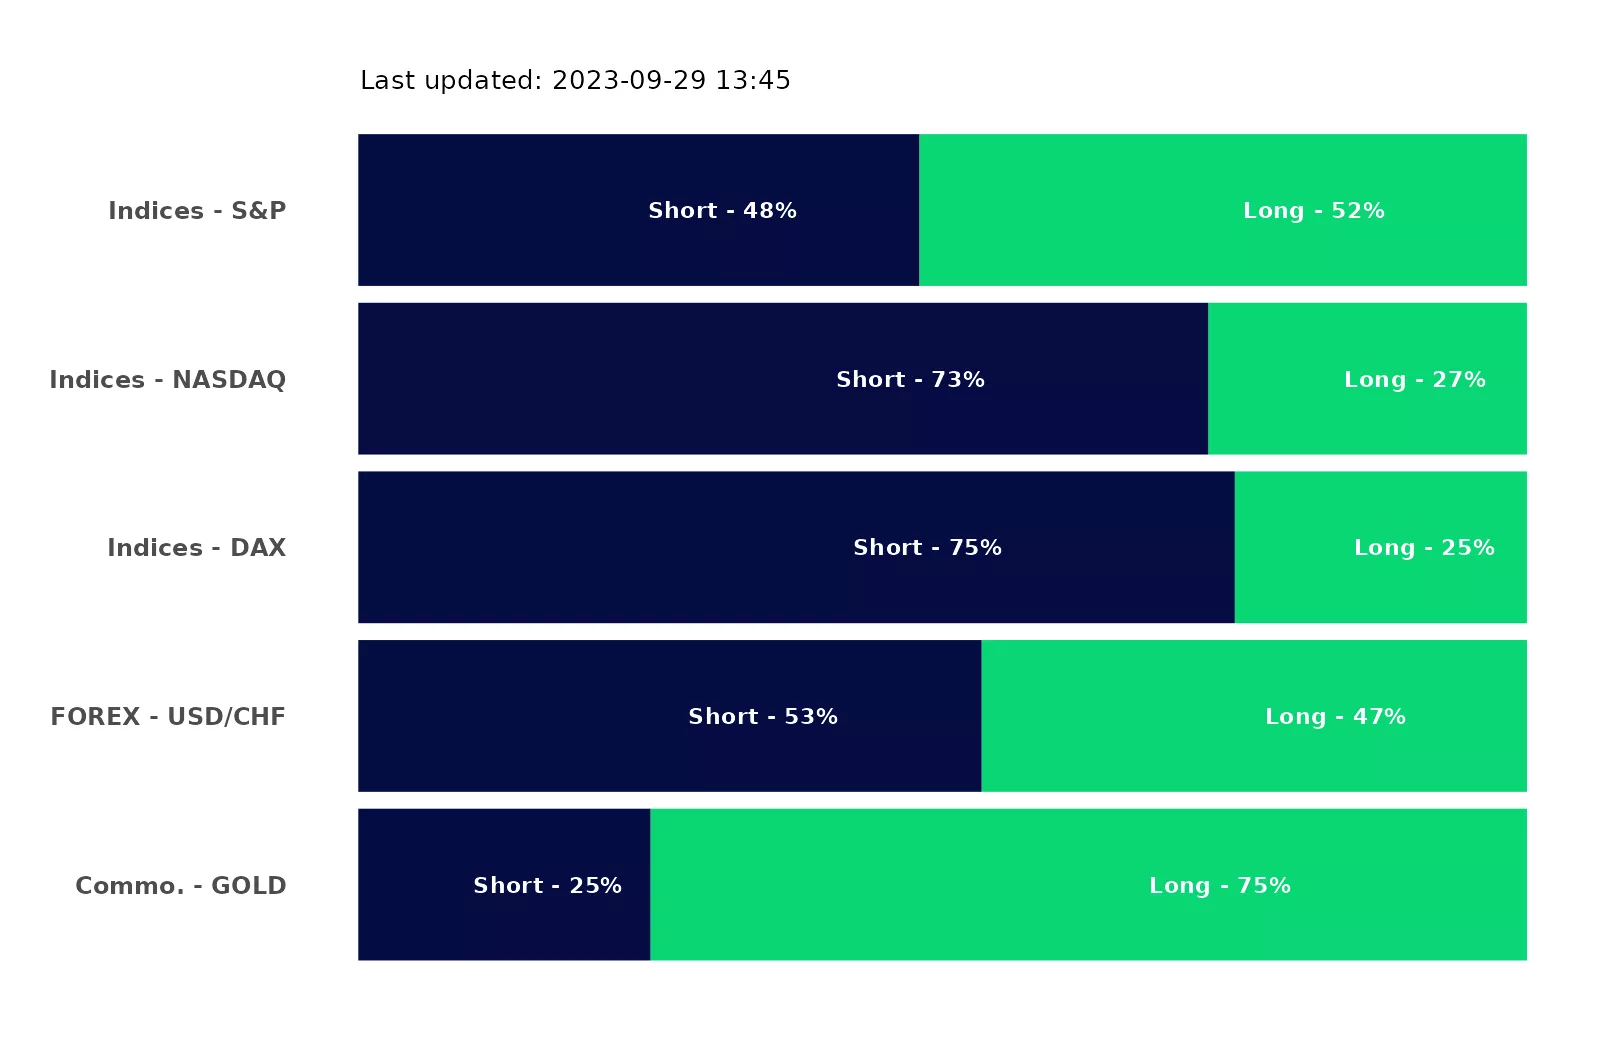 Last updated: 2023-09-29 13:45
Indices - S&P Short - 48% Long - 52%
Indices - NASDAQ Short - 73% Long - 27%
Indices - DAX Short - 75% Long - 25%
FOREX - USD/CHF Short - 53% Long - 47%
Commo. - GOLD Short - 25% Long - 75%